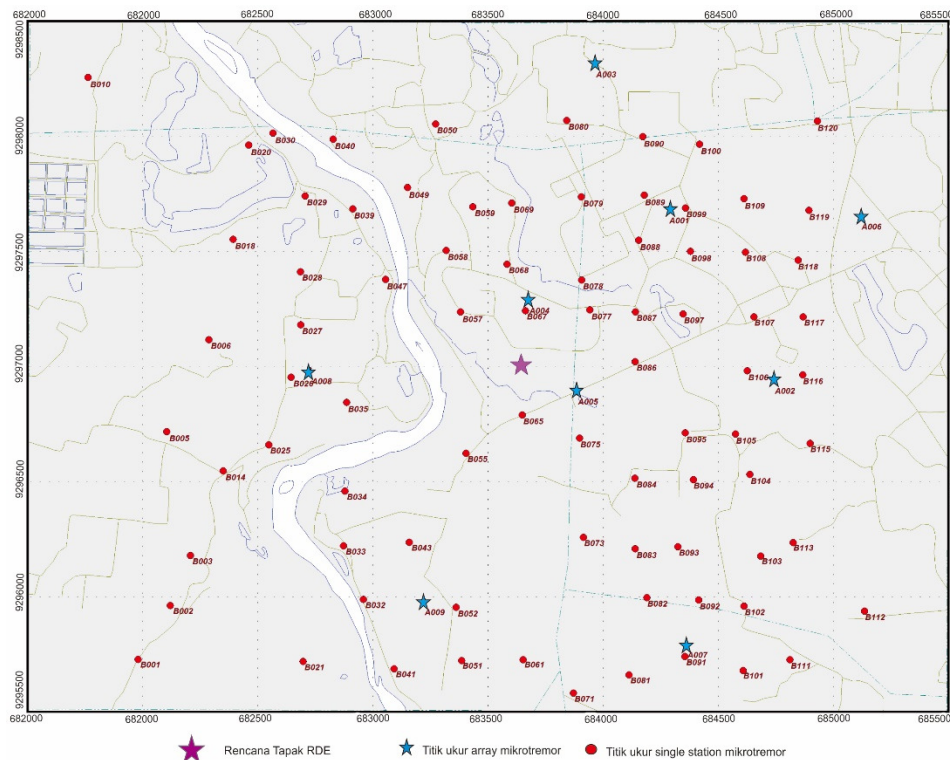 682000 682000 682500 683000 683500 684000 684500 685000 685500
9298500
9298000
9297500
9297000
9296500
9296000
9295500
A003
B010
B050
B080
B120
B030
B040
B090
B100
B020
B049
B029
B039
B059
B069
B079
B089
A001
B099
B109
B119
A006
B018
B088
B058
B098
B108
B118
B068
B028
B047
B078
A004
B067
B057
B077
B087
B097
B107
B117
B027
B006
B086
B026
A008
B106
A002
B116
A005
B035
B065
B005
B075
B095
B105
B115
B025
B055
B014
B084
B094
B104
B034
B073
B033
B043
B083
B093
B113
B103
B003
B002
B032
A009
B052
B082
B092
B102
B112
A007
B091
B001
B021
B041
B051
B061
B081
B101
B111
B071
682000 682000 682500 683000 683500 684000 684500 685000 685500
Rencana Tapak RDE Titik ukur array mikrotremor Titik ukur single station mikrotremor